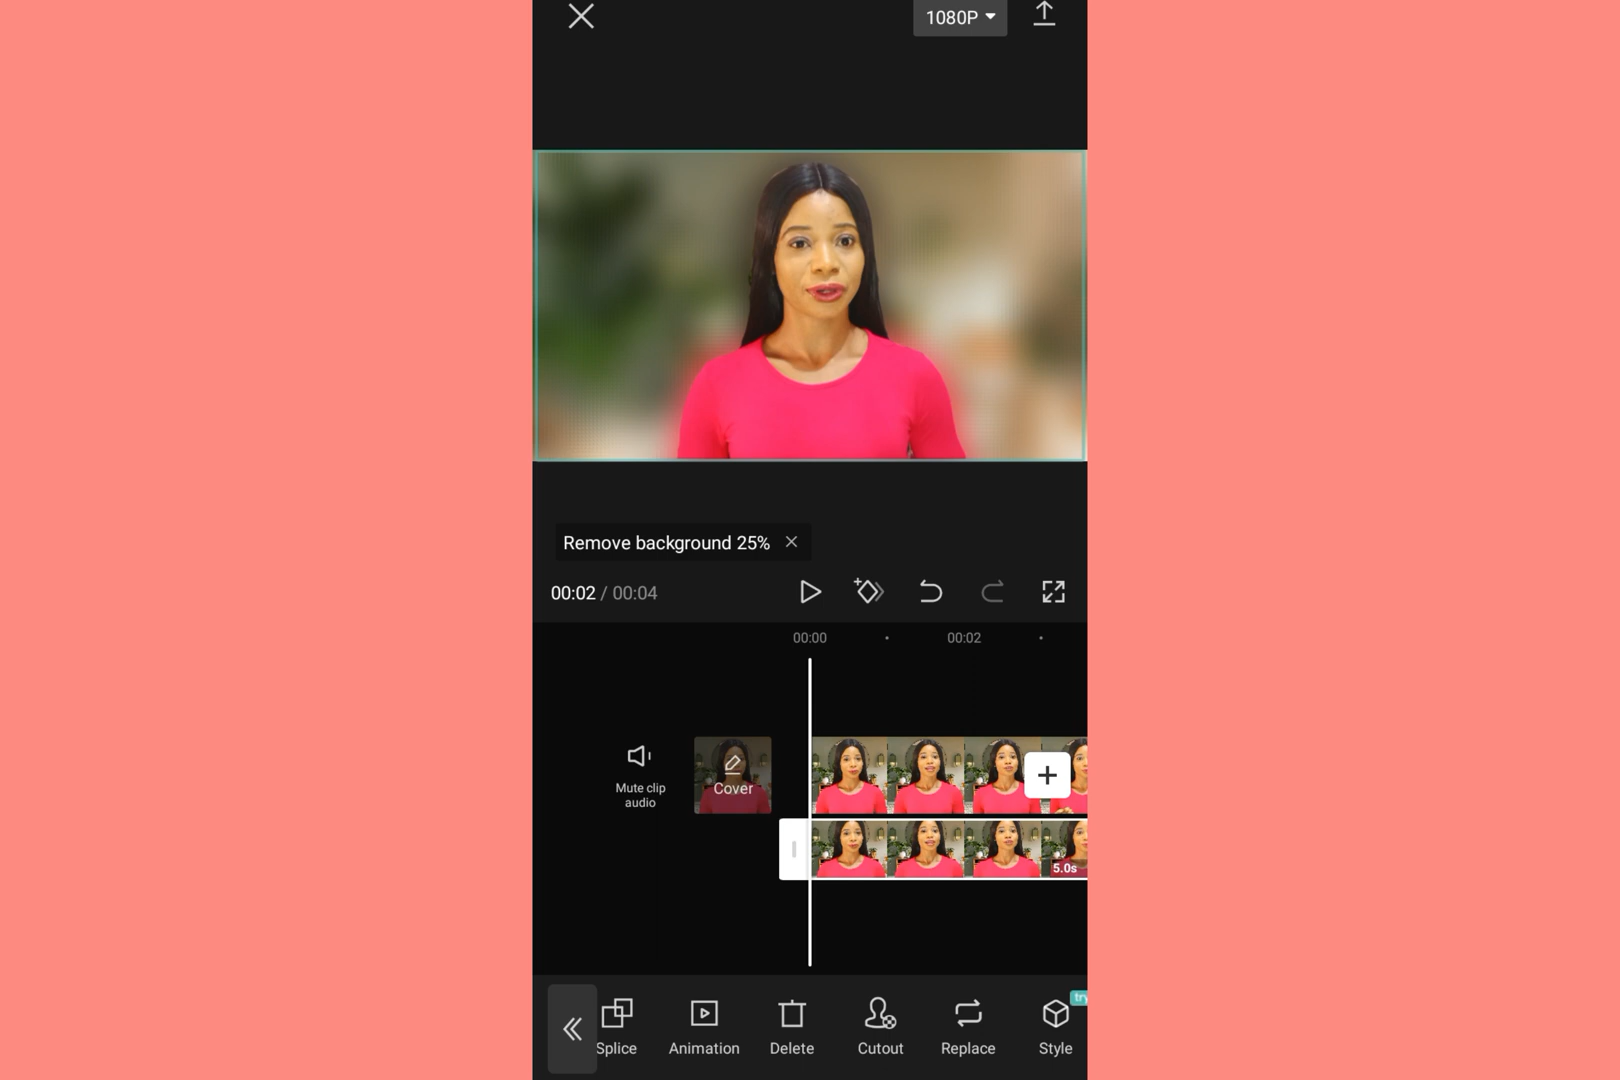 1080P
Remove background 25%
00:02 / 00:04
00:00
00:02
Mute clip
audio
Cover
5.0s
try
Splice
Animation
Delete
Cutout
Replace
Style